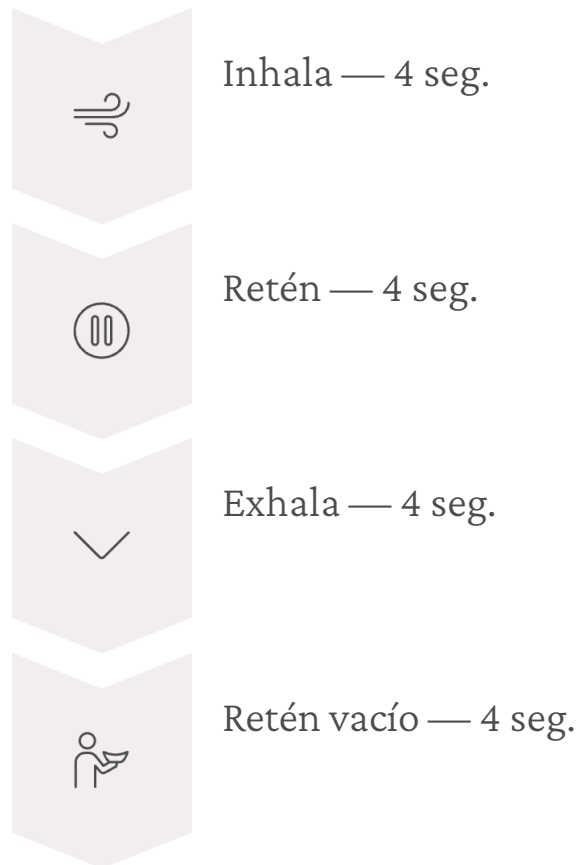 Inhala — 4 seg.
Retén — 4 seg.
Exhala — 4 seg.
Retén vacío — 4 seg.